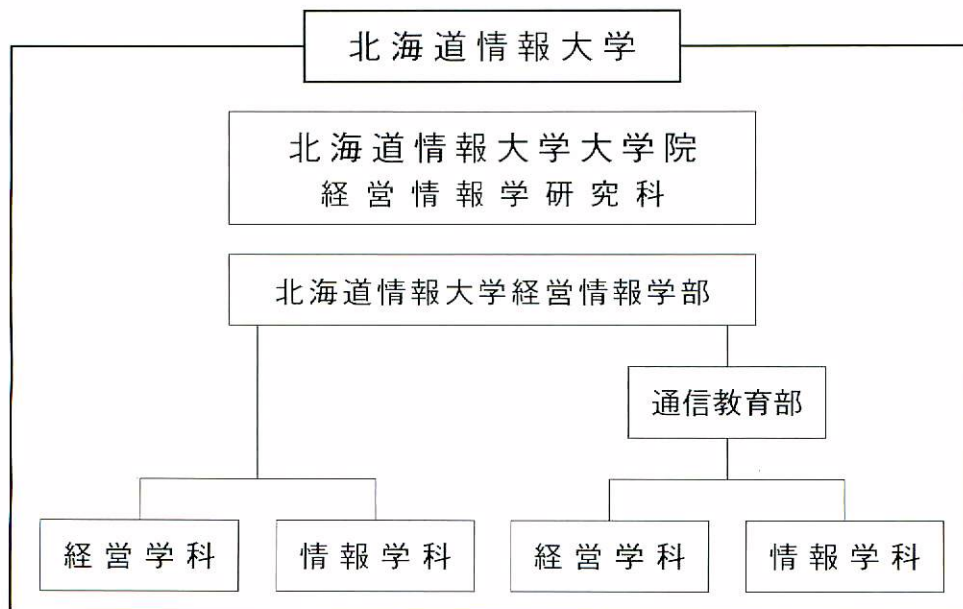 北海道情報大学
北海道情報大学大学院
経営情報学研究科
北海道情報大学経営情報学部
通信教育部
経営学科
情報学科
経営学科
情報学科